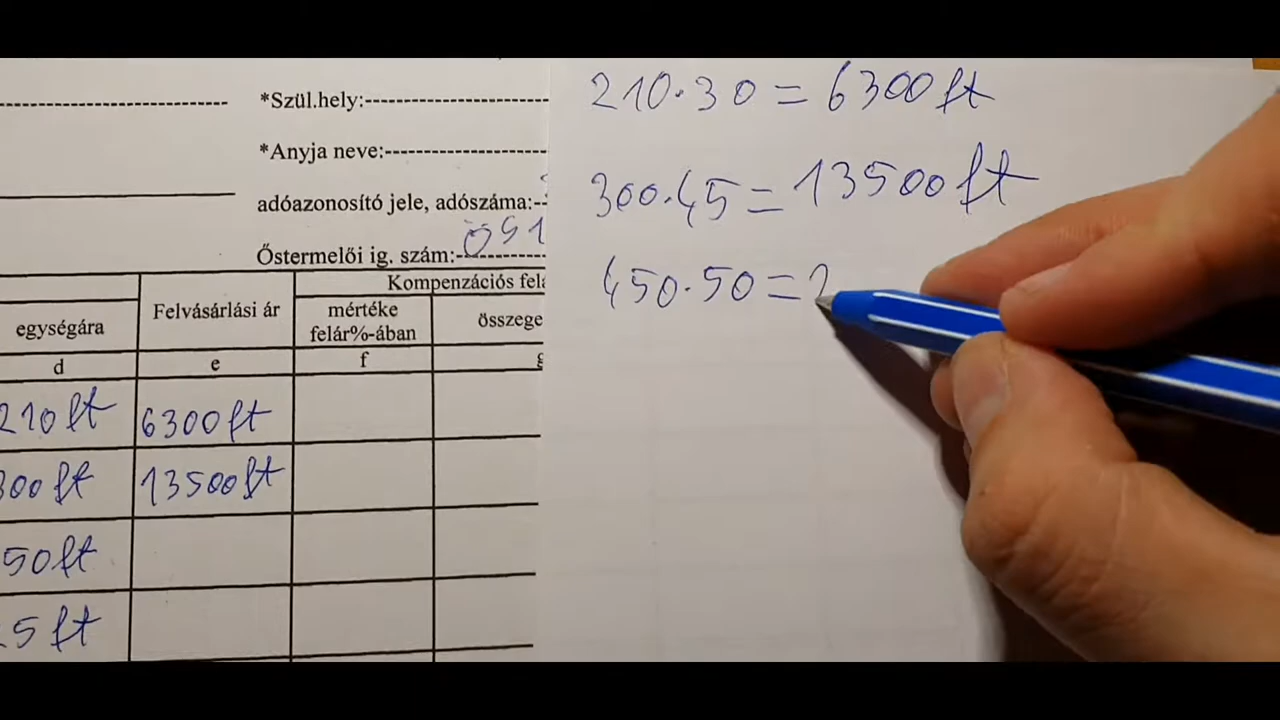 *Szül.hely:
*Anyja neve:
adóazonosító jele, adószáma:
Őstermelői ig. szám: 091
egységára Felvásárlási ár Kompenzációs
mértéke felár%-ában összege
d e f
210 ft 6300 ft
300 ft 13500 ft
50 ft
5 ft
210·30=6300 ft
300·45=13500 ft
450·50=2